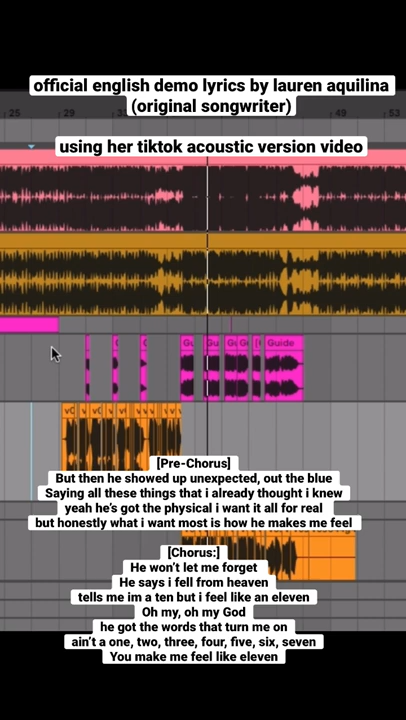 official english demo lyrics by lauren aquilina
(original songwriter)
using her tiktok acoustic version video
25 29 49 53
Guide
[Pre-Chorus]
But then he showed up unexpected, out the blue
Saying all these things that i already thought i knew
yeah he's got the physical i want it all for real
but honestly what i want most is how he makes me feel
[Chorus:]
He won't let me forget
He says i fell from heaven
tells me im a ten but i feel like an eleven
Oh my, oh my God
he got the words that turn me on
ain't a one, two, three, four, five, six, seven
You make me feel like eleven